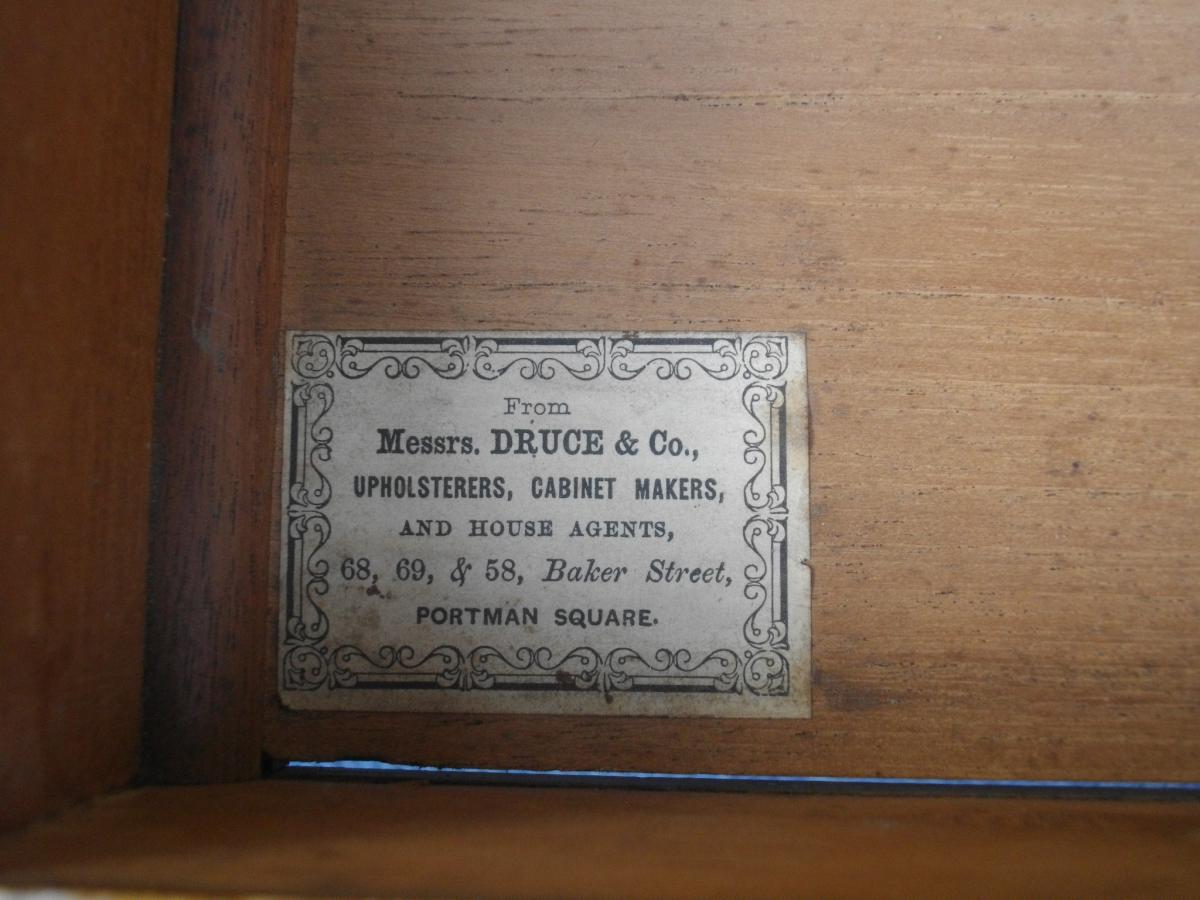 From
Messrs. DRUCE & Co.,
UPHOLSTERERS, CABINET MAKERS,
AND HOUSE AGENTS,
68, 69, & 58, Baker Street,
PORTMAN SQUARE.